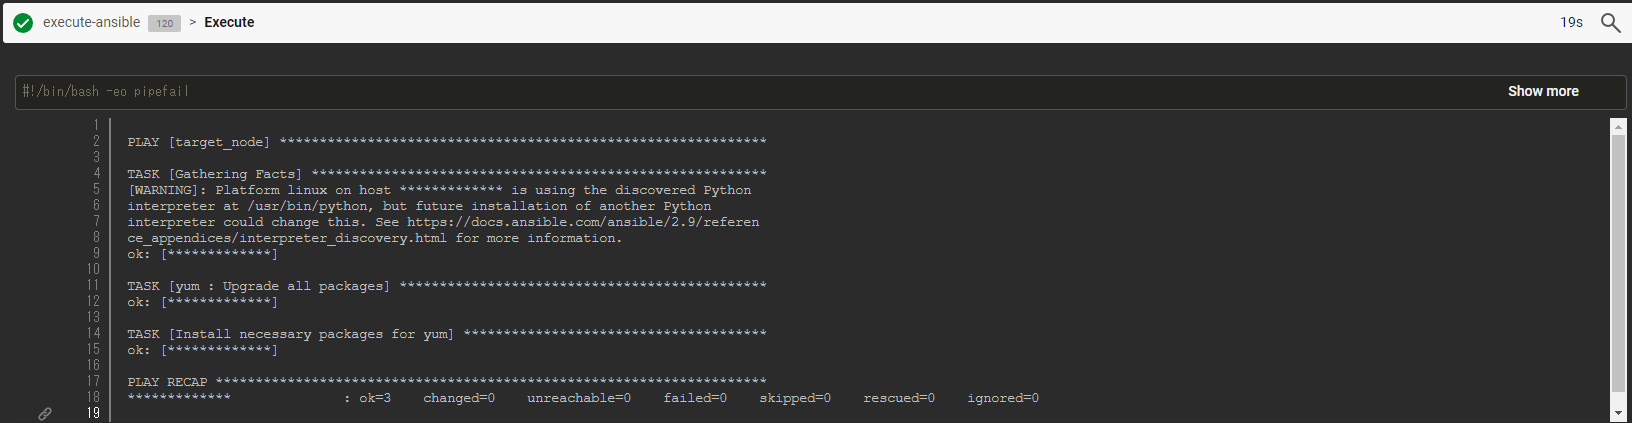 execute-ansible 120 > Execute 19s
#!/bin/bash -eo pipefail Show more
1
2 PLAY [target_node] *************************************************************
3
4 TASK [Gathering Facts] *********************************************************
5 [WARNING]: Platform linux on host ************* is using the discovered Python
6 interpreter at /usr/bin/python, but future installation of another Python
7 interpreter could change this. See https://docs.ansible.com/ansible/2.9/referen
8 ce_appendices/interpreter_discovery.html for more information.
9 ok: [*************]
10
11 TASK [yum : Upgrade all packages] **********************************************
12 ok: [*************]
13
14 TASK [Install necessary packages for yum] **************************************
15 ok: [*************]
16
17 PLAY RECAP *********************************************************************
18 ************* : ok=3 changed=0 unreachable=0 failed=0 skipped=0 rescued=0 ignored=0
19